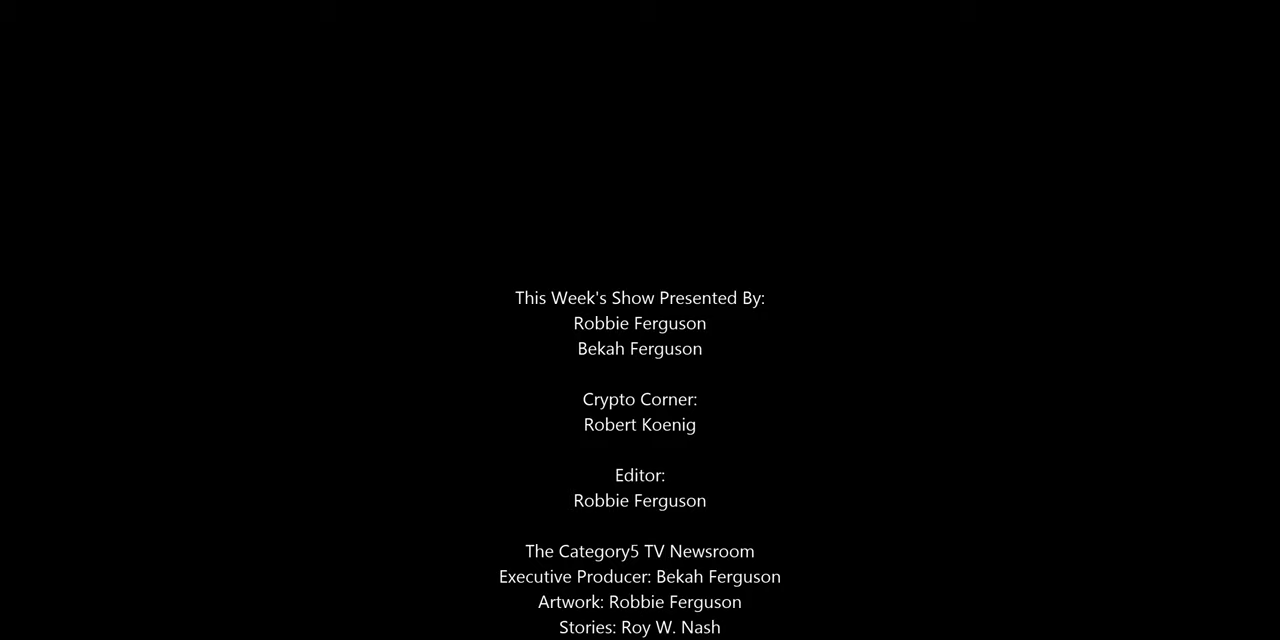 This Week's Show Presented By:
Robbie Ferguson
Bekah Ferguson
Crypto Corner:
Robert Koenig
Editor:
Robbie Ferguson
The Category5 TV Newsroom
Executive Producer: Bekah Ferguson
Artwork: Robbie Ferguson
Stories: Roy W. Nash